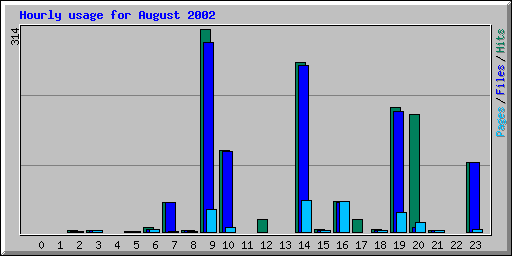 Hourly usage for August 2002
314
Pages/Files/Hits
0 1 2 3 4 5 6 7 8 9 10 11 12 13 14 15 16 17 18 19 20 21 22 23